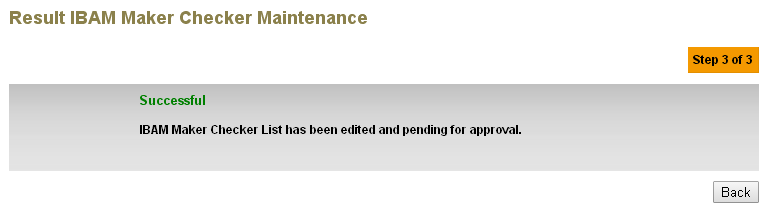 Result IBAM Maker Checker Maintenance
Step 3 of 3
Successful
IBAM Maker Checker List has been edited and pending for approval.
Back